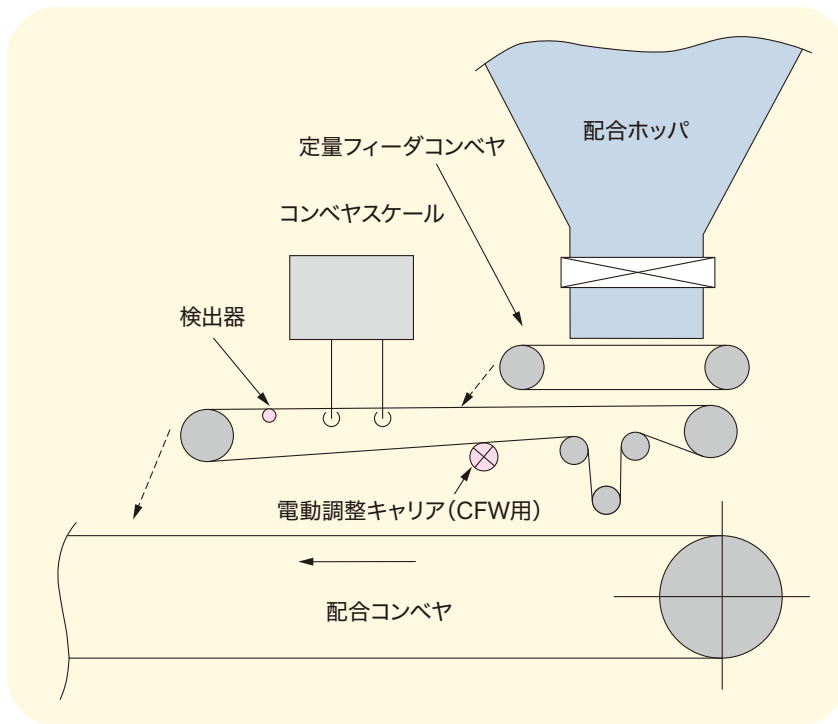 配合ホッパ
定量フィーダコンベヤ
コンベヤスケール
検出器
電動調整キャリア(CFW用)
配合コンベヤ